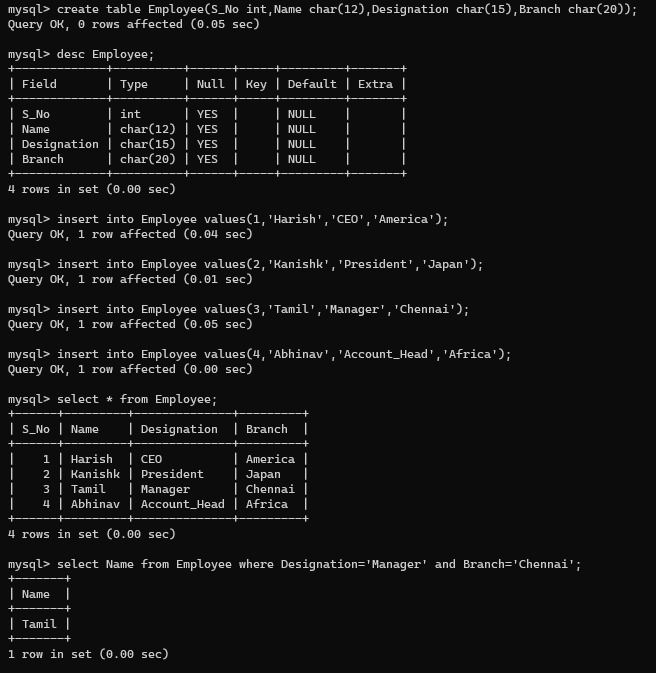 mysql> create table Employee(S_No int,Name char(12),Designation char(15),Branch char(20));
Query OK, 0 rows affected (0.05 sec)
mysql> desc Employee;
+-------------+----------+------+-----+---------+-------+
| Field       | Type     | Null | Key | Default | Extra |
+-------------+----------+------+-----+---------+-------+
| S_No        | int      | YES  |     | NULL    |       |
| Name        | char(12) | YES  |     | NULL    |       |
| Designation | char(15) | YES  |     | NULL    |       |
| Branch      | char(20) | YES  |     | NULL    |       |
+-------------+----------+------+-----+---------+-------+
4 rows in set (0.00 sec)
mysql> insert into Employee values(1,'Harish','CEO','America');
Query OK, 1 row affected (0.04 sec)
mysql> insert into Employee values(2,'Kanishk','President','Japan');
Query OK, 1 row affected (0.01 sec)
mysql> insert into Employee values(3,'Tamil','Manager','Chennai');
Query OK, 1 row affected (0.05 sec)
mysql> insert into Employee values(4,'Abhinav','Account_Head','Africa');
Query OK, 1 row affected (0.00 sec)
mysql> select * from Employee;
+------+---------+--------------+---------+
| S_No | Name    | Designation  | Branch  |
+------+---------+--------------+---------+
|    1 | Harish  | CEO          | America |
|    2 | Kanishk | President    | Japan   |
|    3 | Tamil   | Manager      | Chennai |
|    4 | Abhinav | Account_Head | Africa  |
+------+---------+--------------+---------+
4 rows in set (0.00 sec)
mysql> select Name from Employee where Designation='Manager' and Branch='Chennai';
+-------+
| Name  |
+-------+
| Tamil |
+-------+
1 row in set (0.00 sec)